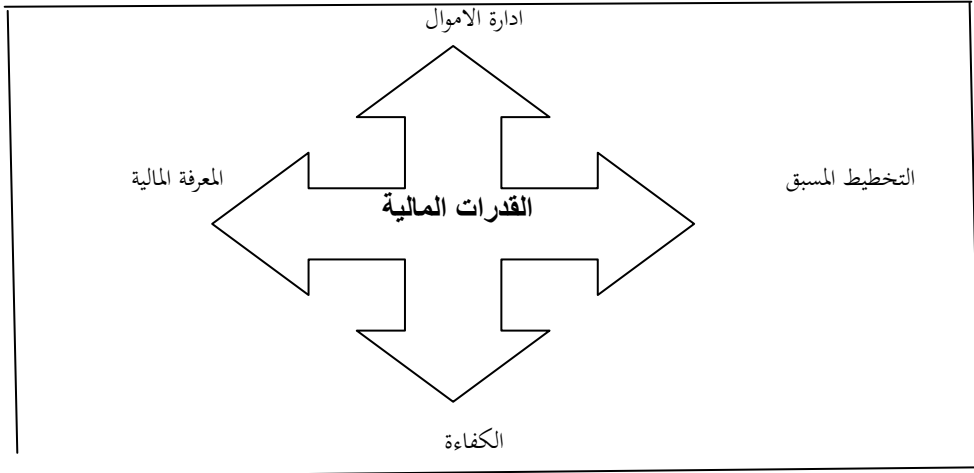 ادارة الاموال
التخطيط المسبق
المعرفة المالية
القدرات المالية
الكفاءة